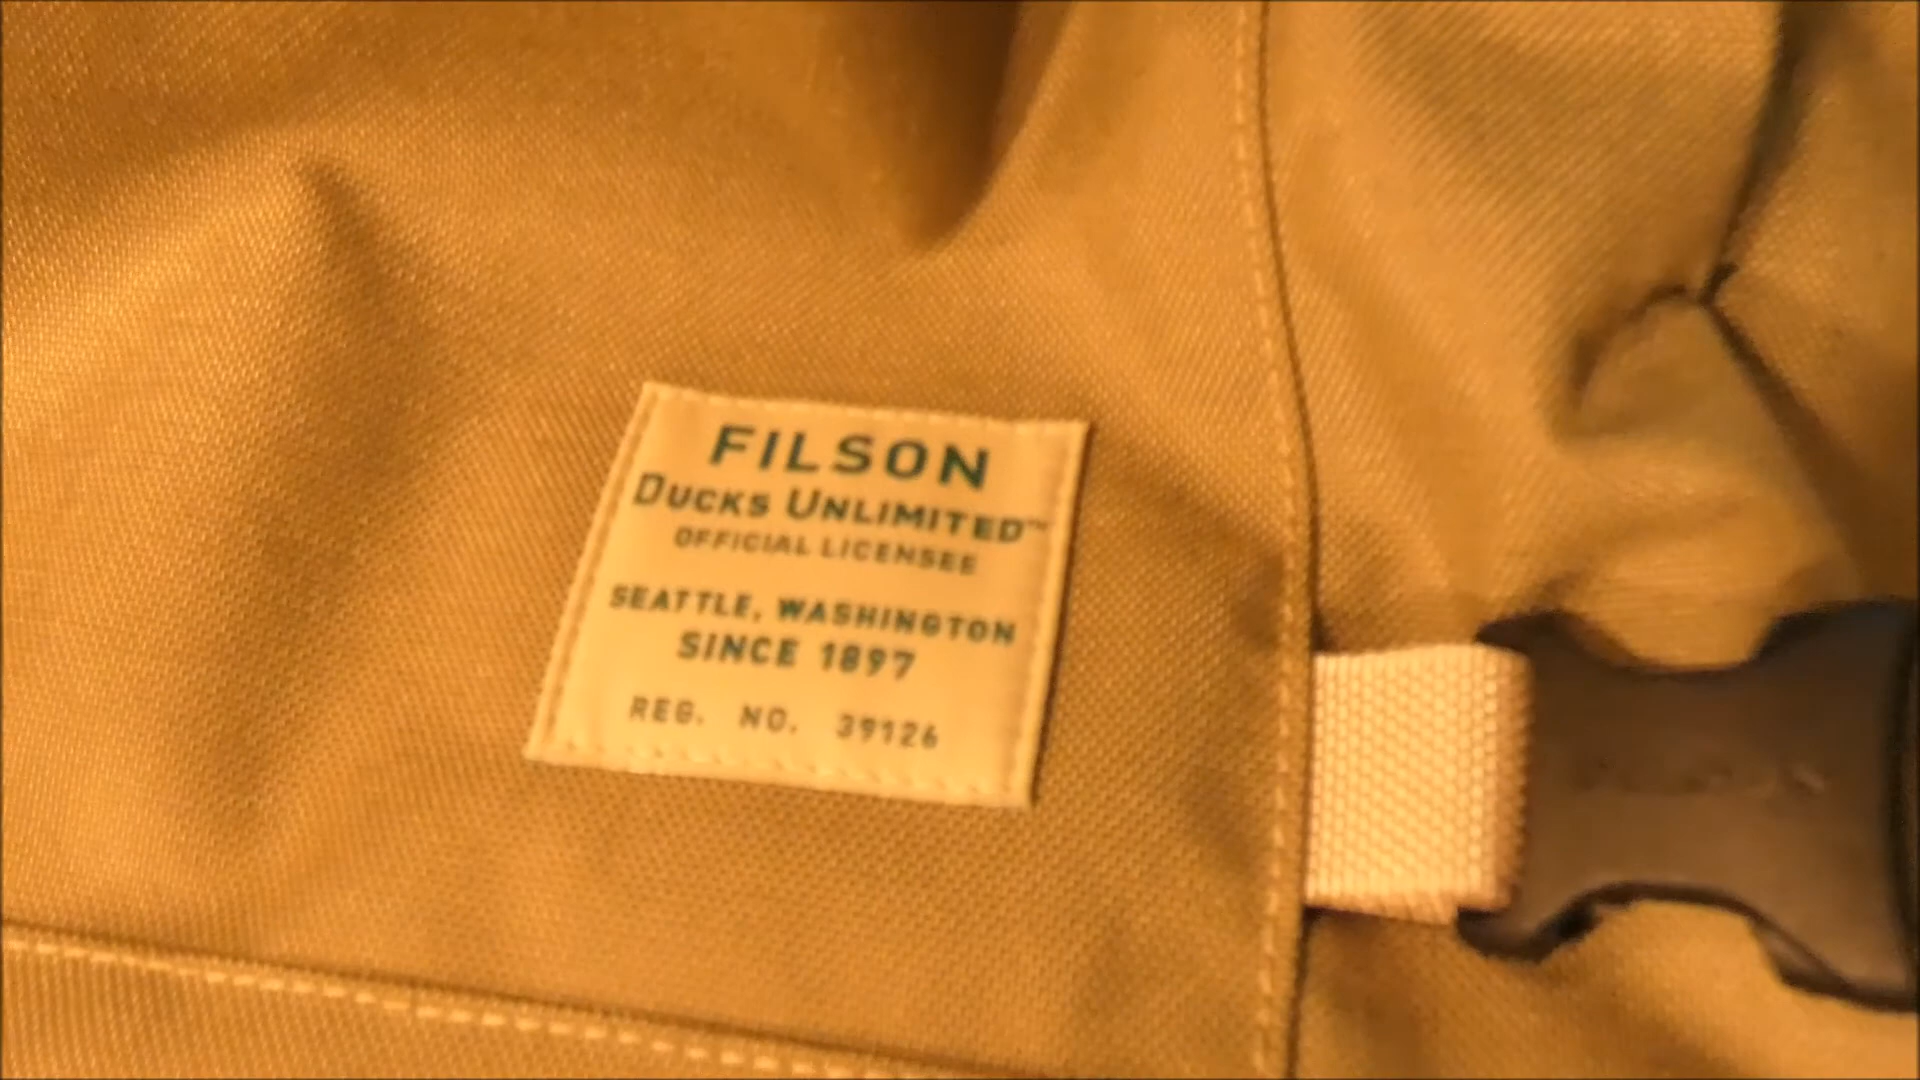 FILSON
DUCKS UNLIMITED™
OFFICIAL LICENSEE
SEATTLE, WASHINGTON
SINCE 1897
REG. NO. 39126